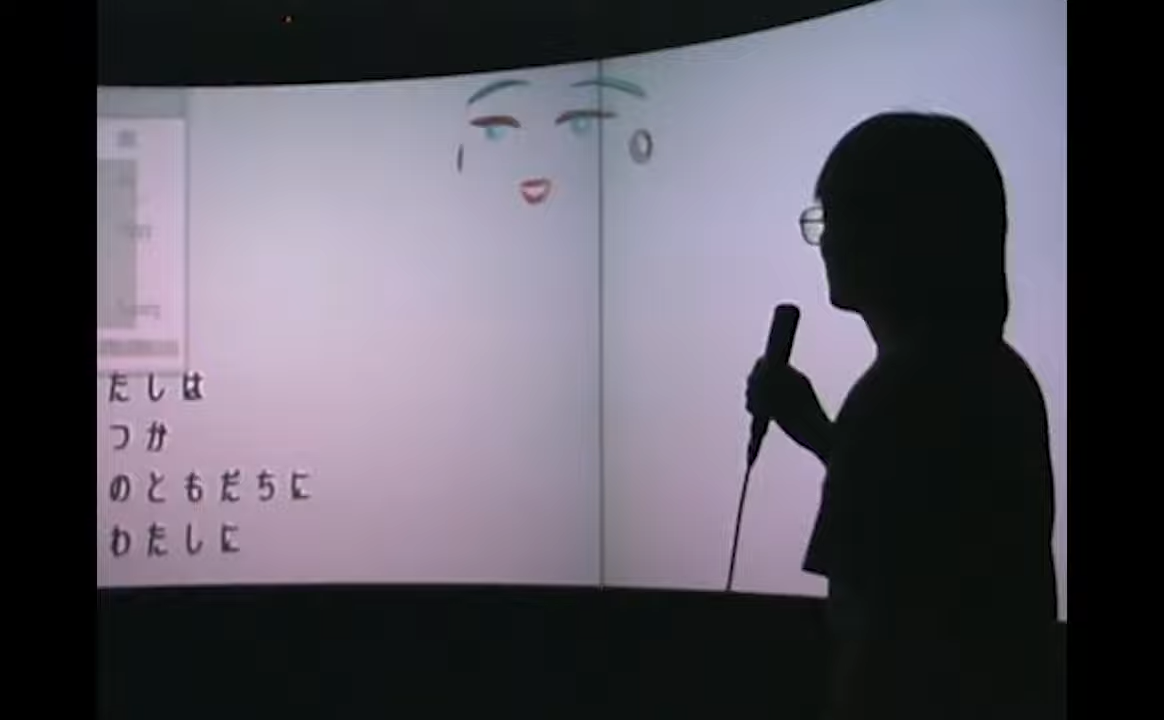 たしは
つか
のともだちに
わたしに